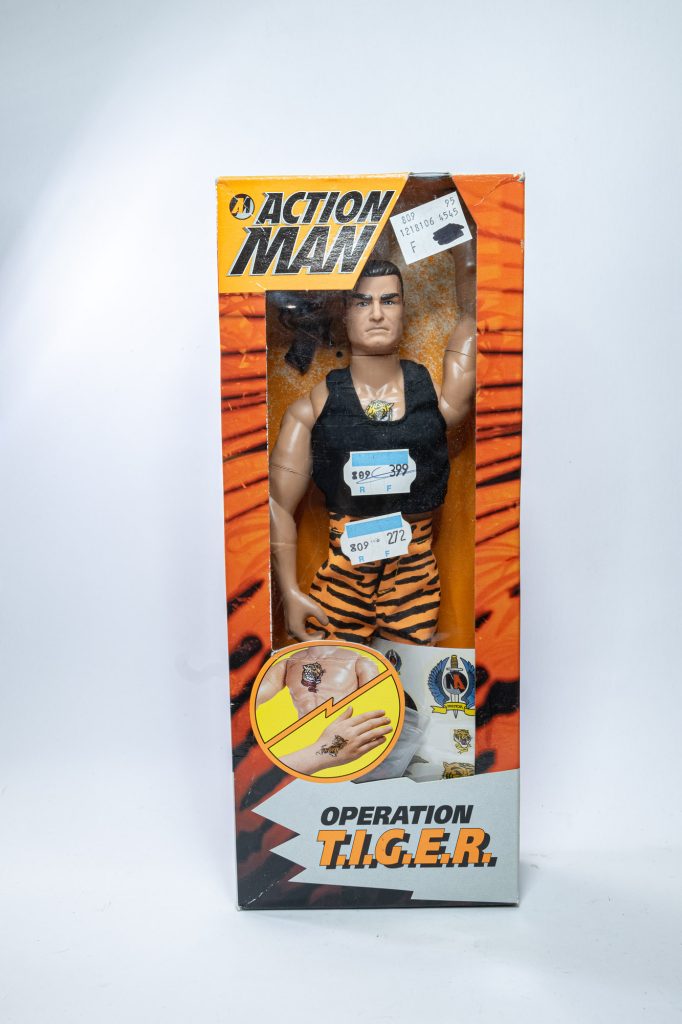 ACTION
MAN
809 95
1218106 4545
F
809 399
R F
809 272
R F
OPERATION
T.I.G.E.R.